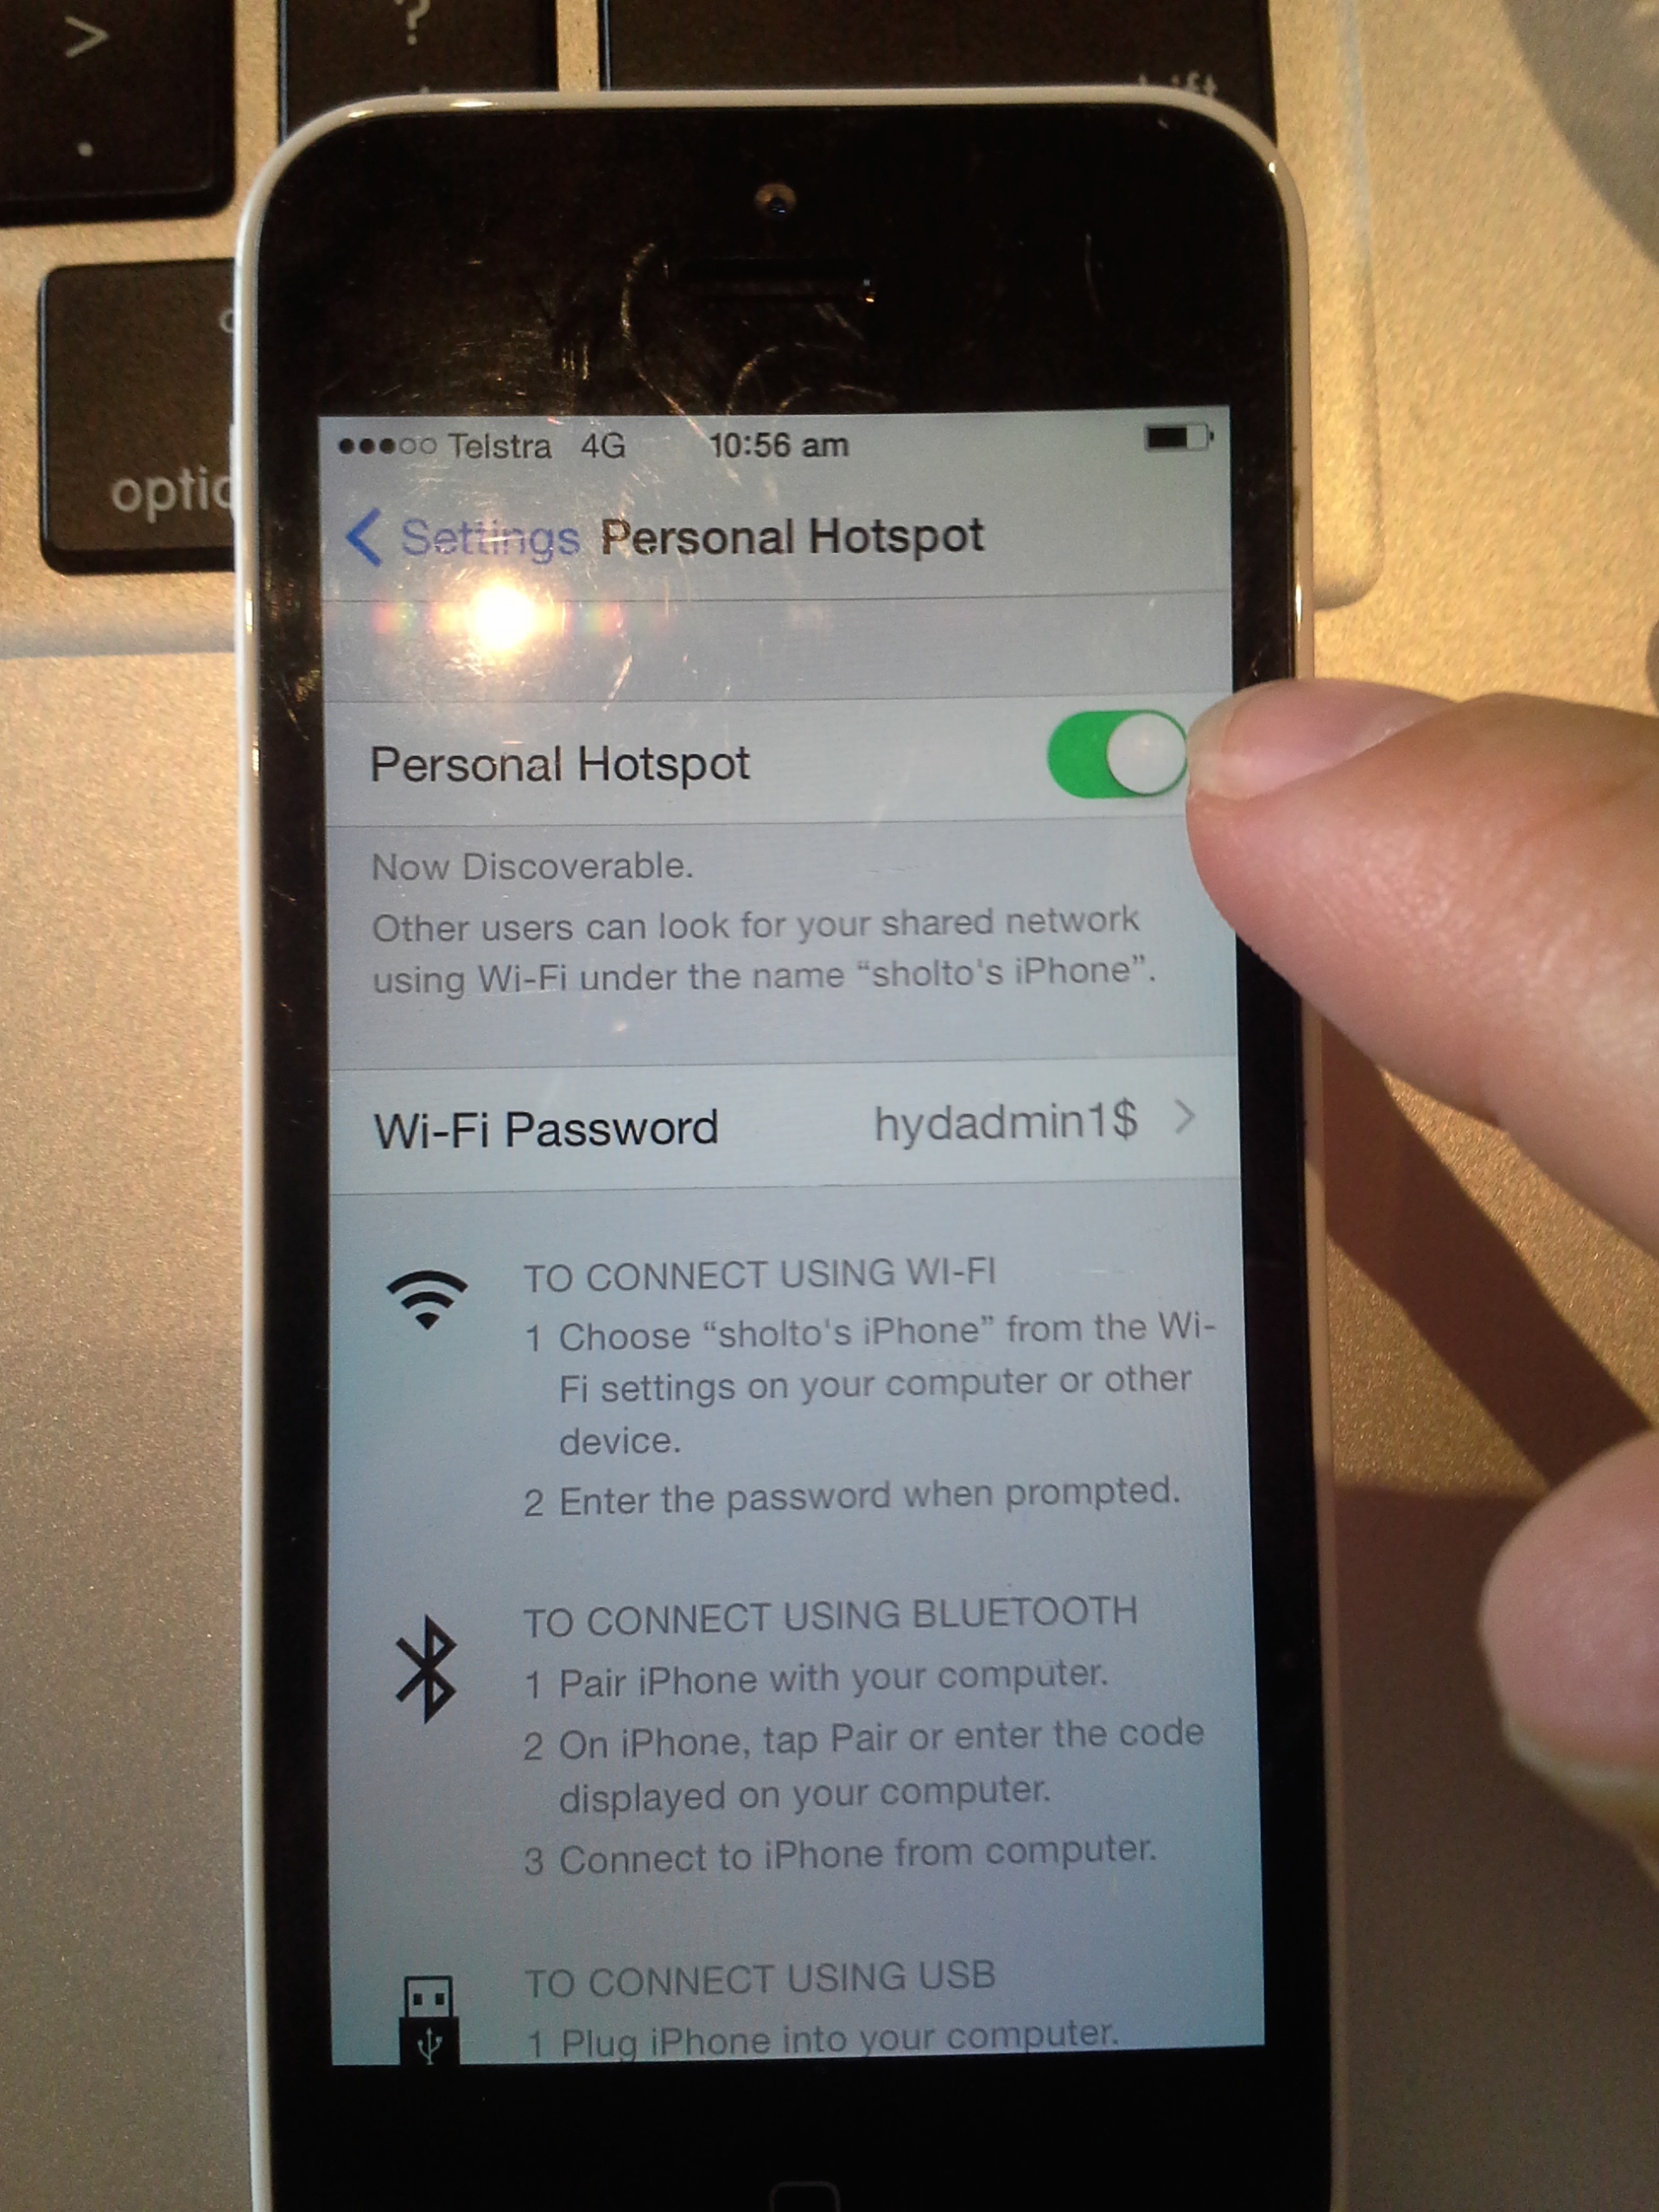 >
.
?
optio
Telstra 4G 10:56 am
Settings Personal Hotspot
Personal Hotspot
Now Discoverable.
Other users can look for your shared network
using Wi-Fi under the name “sholto's iPhone”.
Wi-Fi Password hydadmin1$ >
TO CONNECT USING WI-FI
1 Choose “sholto's iPhone” from the Wi-
Fi settings on your computer or other
device.
2 Enter the password when prompted.
TO CONNECT USING BLUETOOTH
1 Pair iPhone with your computer.
2 On iPhone, tap Pair or enter the code
displayed on your computer.
3 Connect to iPhone from computer.
TO CONNECT USING USB
1 Plug iPhone into your computer.